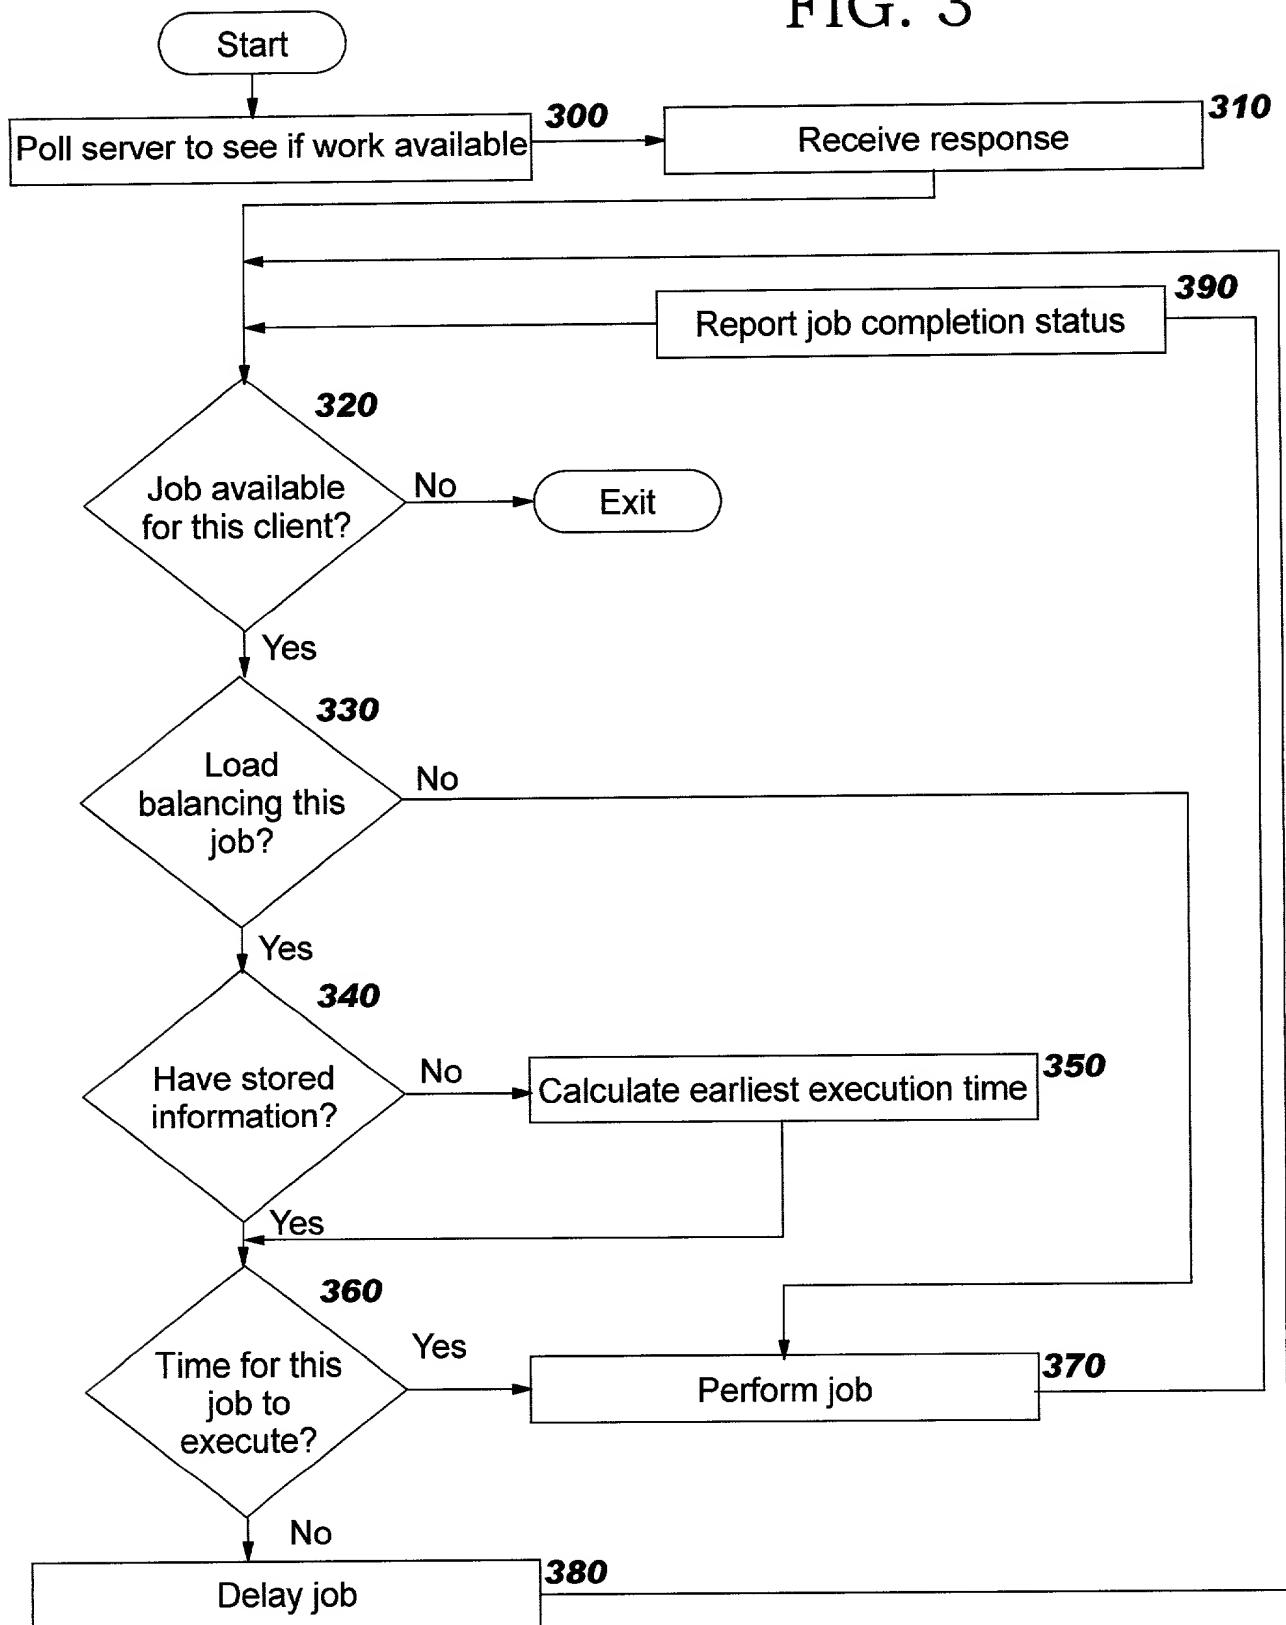 FIG. 3
Start
300
310
Poll server to see if work available
Receive response
390
Report job completion status
320
Job available
for this client?
No
Exit
Yes
330
Load
balancing this
job?
No
Yes
340
Have stored
information?
No
350
Calculate earliest execution time
Yes
360
Time for this
job to
execute?
Yes
370
Perform job
No
380
Delay job